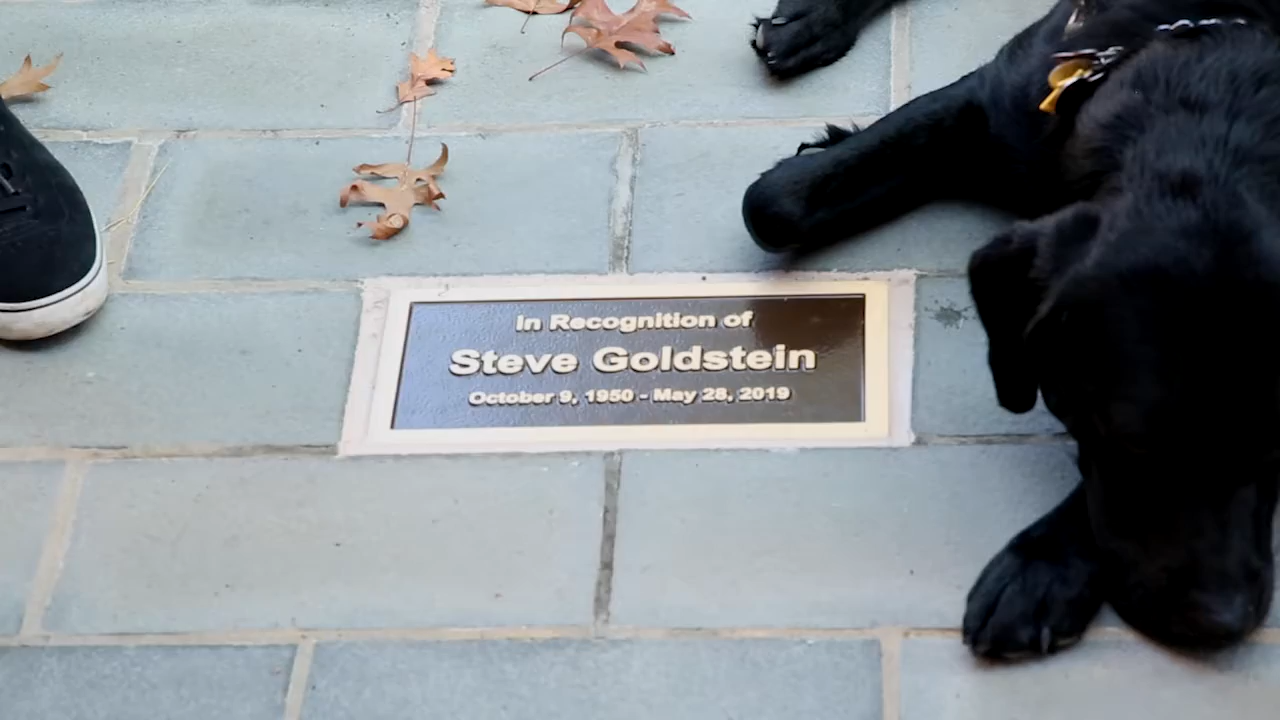 In Recognition of
Steve Goldstein
October 9, 1950 - May 28, 2019